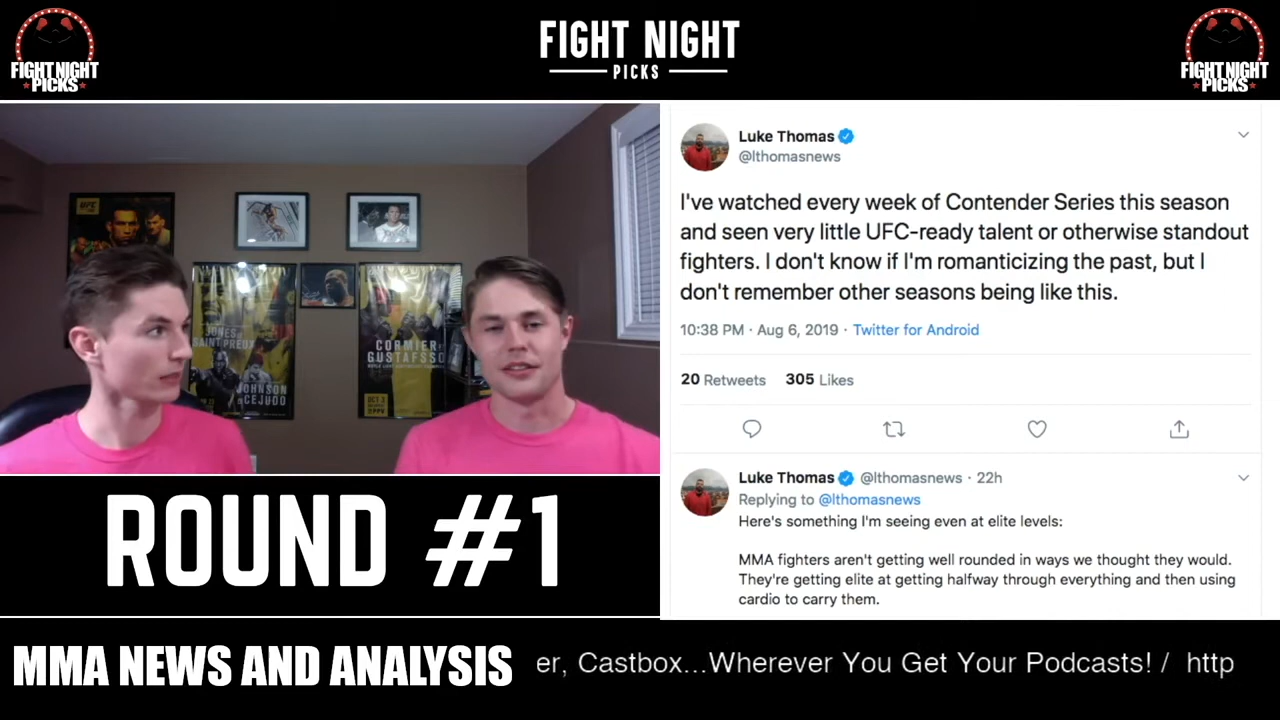 FIGHT NIGHT
PICKS
FIGHT NIGHT
PICKS
FIGHT NIGHT
PICKS
UFC
JONES
SAINT PREUX
JOHNSON
CEJUDO
CORMIER
GUSTAFSSO
OCT 3
PPV
Luke Thomas
@lthomasnews
I've watched every week of Contender Series this season
and seen very little UFC-ready talent or otherwise standout
fighters. I don't know if I'm romanticizing the past, but I
don't remember other seasons being like this.
10:38 PM · Aug 6, 2019 · Twitter for Android
20 Retweets 305 Likes
Luke Thomas @lthomasnews · 22h
Replying to @lthomasnews
Here's something I'm seeing even at elite levels:
MMA fighters aren't getting well rounded in ways we thought they would.
They're getting elite at getting halfway through everything and then using
cardio to carry them.
ROUND #1
MMA NEWS AND ANALYSIS
er, Castbox...Wherever You Get Your Podcasts! / http